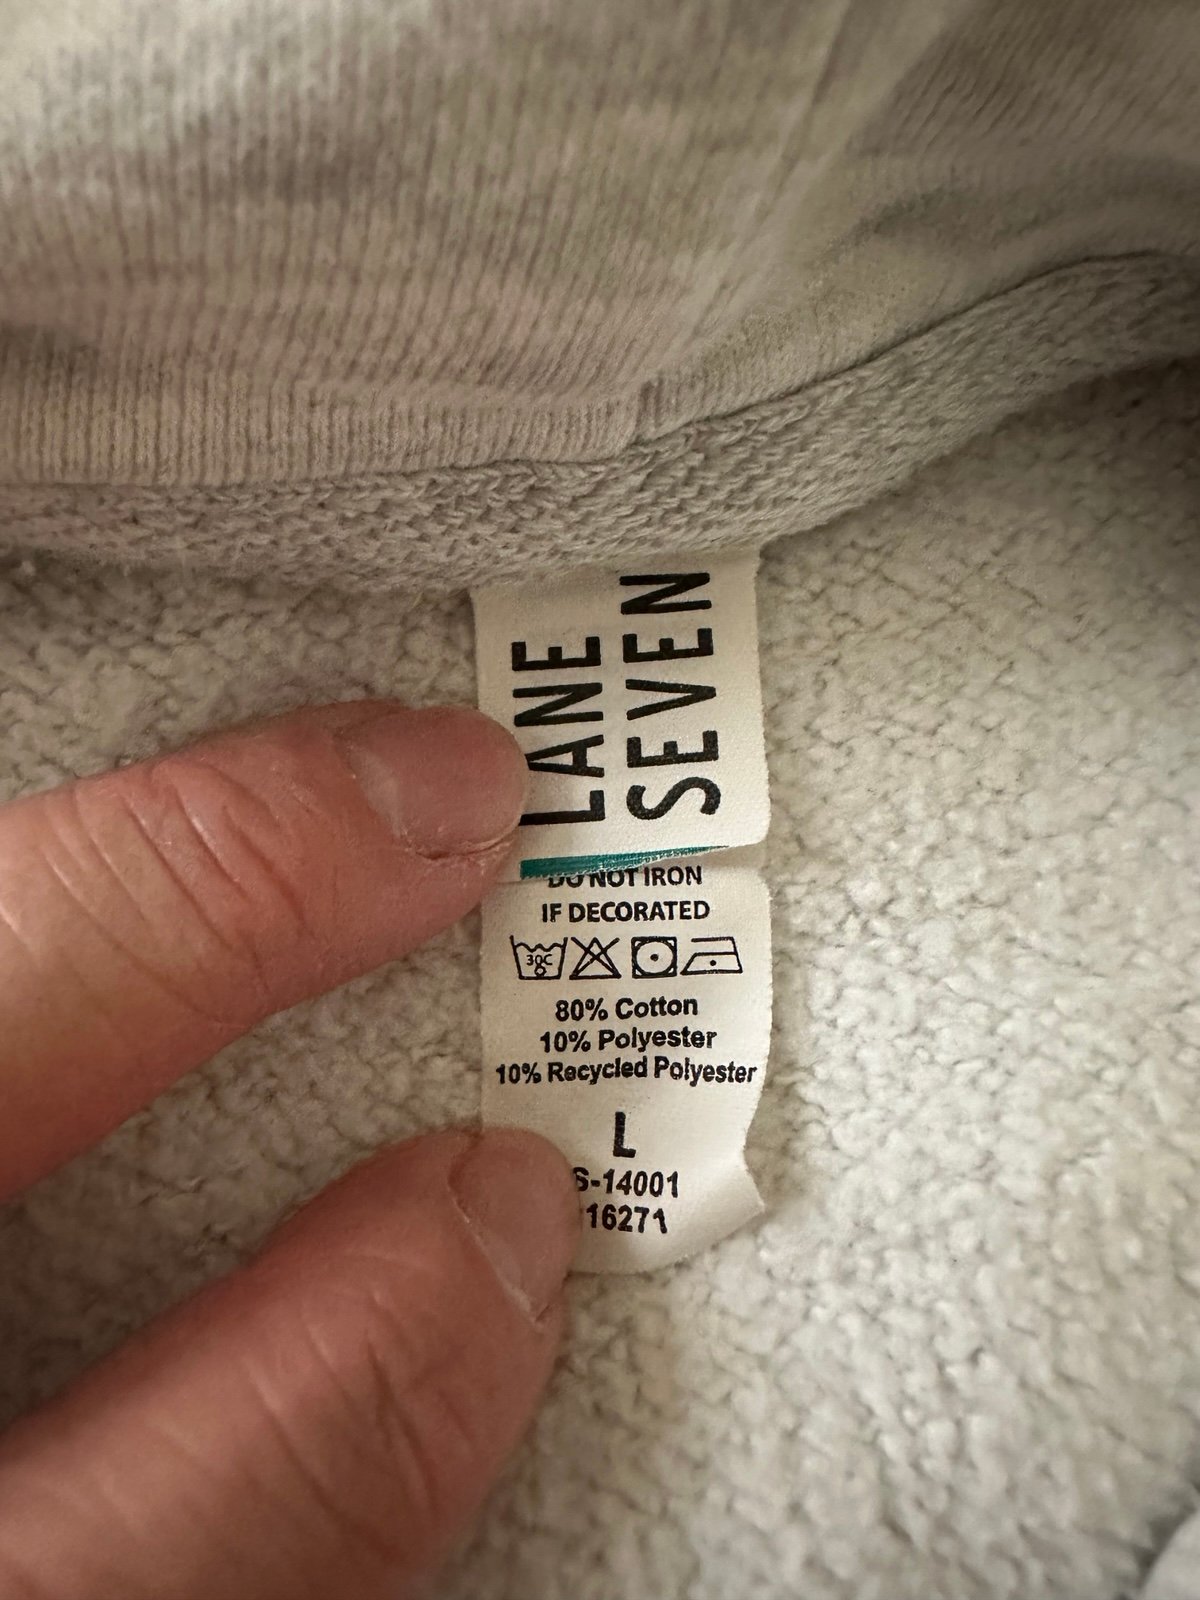 LANE
SEVEN
DO NOT IRON
IF DECORATED
30C
80% Cotton
10% Polyester
10% Recycled Polyester
L
S-14001
16271